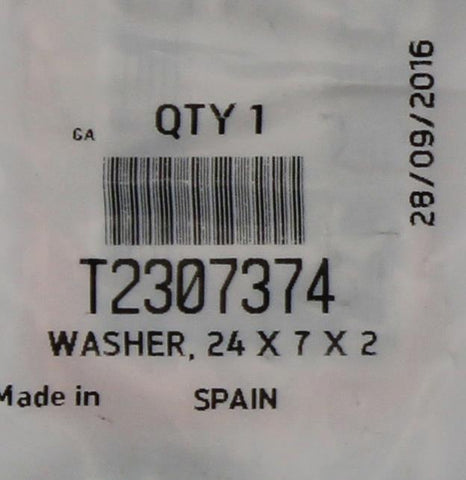 28/09/2016
QTY 1
GA
T2307374
WASHER, 24 X 7 X 2
Made in SPAIN